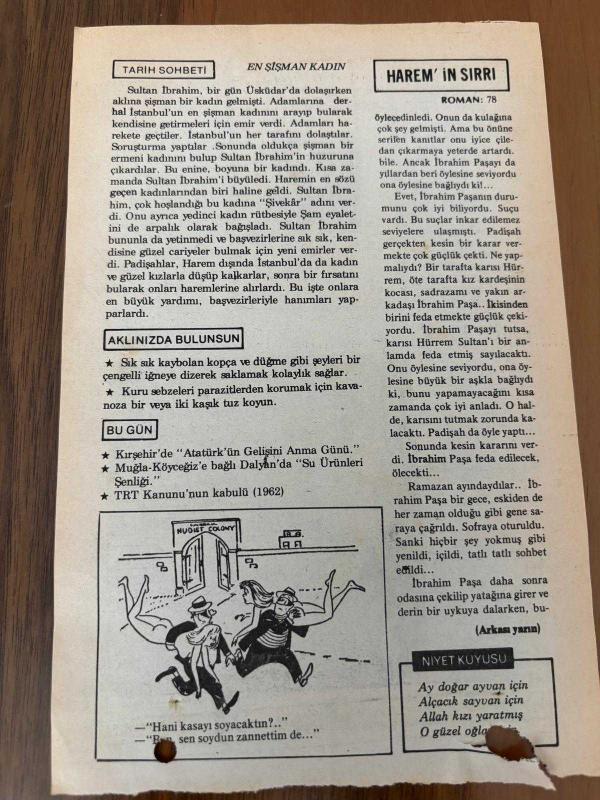 TARİH SOHBETİ
EN ŞİŞMAN KADIN
Sultan İbrahim, bir gün Üsküdar'da dolaşırken
aklına şişman bir kadın gelmişti. Adamlarına der-
hal İstanbul'un en şişman kadınını arayıp bularak
kendisine getirmeleri için emir verdi. Adamları ha-
rekete geçtiler. İstanbul'un her tarafını dolaştılar.
Soruşturma yaptılar .Sonunda oldukça şişman bir
ermeni kadınını bulup Sultan İbrahim'in huzuruna
çıkardılar. Bu enine, boyuna bir kadındı. Kısa za-
manda Sultan İbrahim'i büyüledi. Haremin en sözü
geçen kadınlarından biri haline geldi. Sultan İbra-
him, çok hoşlandığı bu kadına "Şivekâr" adını ver-
di. Onu ayrıca yedinci kadın rütbesiyle Şam eyalet-
ini de arpalık olarak bağışladı. Sultan İbrahim
bununla da yetinmedi ve başvezirlerine sık sık, ken-
disine güzel cariyeler bulmak için yeni emirler ver-
di. Padişahlar, Harem dışında İstanbul'da da kadın
ve güzel kızlarla düşüp kalkarlar, sonra bir fırsatını
bularak onları haremlerine alırlardı. Bu işte onlara
en büyük yardımı, başvezirleriyle hanımları yap-
parlardı.
AKLINIZDA BULUNSUN
★ Sık sık kaybolan kopça ve düğme gibi şeyleri bir
çengelli iğneye dizerek saklamak kolaylık sağlar.
★ Kuru sebzeleri parazitlerden korumak için kava-
noza bir veya iki kaşık tuz koyun.
BU GÜN
★ Kırşehir'de "Atatürk'ün Gelişini Anma Günü."
★ Muğla-Köyceğiz'e bağlı Dalyan'da "Su Ürünleri
Şenliği."
★ TRT Kanunu'nun kabulü (1962)
NUDIST COLONY
—"Hani kasayı soyacaktın?.."
—"Ben, sen soydun zannettim de..."
HAREM' İN SIRRI
ROMAN: 78
öylecedinledi. Onun da kulağına
çok şey gelmişti. Ama bu önüne
serilen kanıtlar onu iyice çile-
dan çıkarmaya yeterde artardı.
bile. Ancak İbrahim Paşayı da
yıllardan beri öylesine seviyordu
ona öylesine bağlıydı ki!...
Evet, İbrahim Paşanın duru-
munu çok iyi biliyordu. Suçu
vardı. Bu suçlar inkar edilemez
seviyelere ulaşmıştı. Padişah
gerçekten kesin bir karar ver-
mekte çok güçlük çekti. Ne yap-
malıydı? Bir tarafta karısı Hür-
rem, öte tarafta kız kardeşinin
kocası, sadrazamı ve yakın ar-
kadaşı İbrahim Paşa.. İkisinden
birini feda etmekte güçlük çeki-
yordu. İbrahim Paşayı tutsa,
karısı Hürrem Sultan'ı bir an-
lamda feda etmiş sayılacaktı.
Onu öylesine seviyordu, ona öy-
lesine büyük bir aşkla bağlıydı
ki, bunu yapamayacağını kısa
zamanda çok iyi anladı. O hal-
de, karısını tutmak zorunda ka-
lacaktı. Padişah da öyle yaptı...
Sonunda kesin kararını ver-
di. İbrahim Paşa feda edilecek,
ölecekti...
Ramazan ayındaydılar.. İb-
rahim Paşa bir gece, eskiden de
her zaman olduğu gibi gene sa-
raya çağrıldı. Sofraya oturuldu.
Sanki hiçbir şey yokmuş gibi
yenildi, içildi, tatlı tatlı sohbet
edildi...
İbrahim Paşa daha sonra
odasına çekilip yatağına girer ve
derin bir uykuya dalarken, bu-
(Arkası yarın)
NİYET KUYUSU
Ay doğar ayvan için
Alçacık sayvan için
Allah kızı yaratmış
O güzel